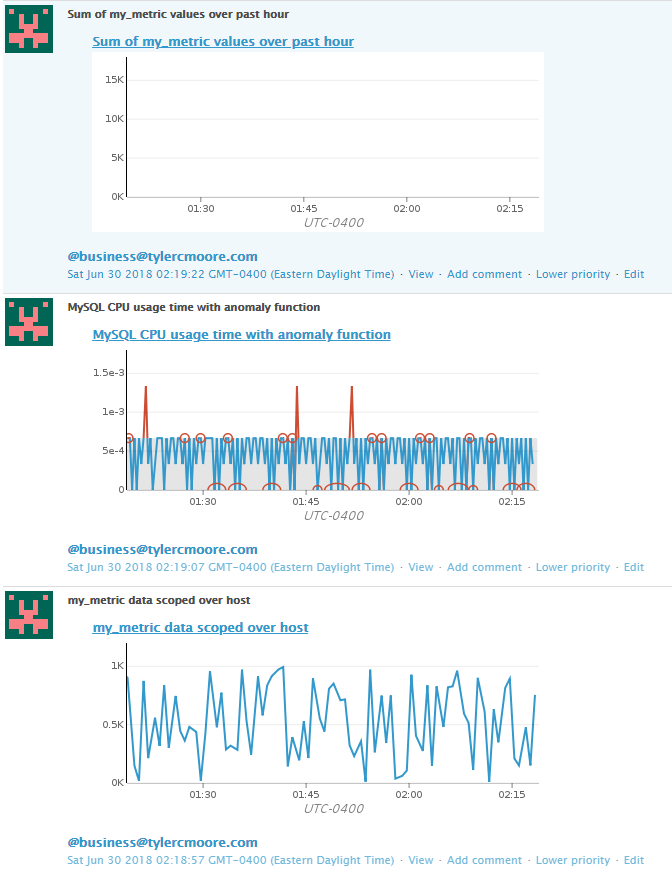 Sum of my_metric values over past hour
Sum of my_metric values over past hour
15K
10K
5K
0K
01:30 01:45 02:00 02:15
UTC-0400
@business@tylercmoore.com
Sat Jun 30 2018 02:19:22 GMT-0400 (Eastern Daylight Time) · View · Add comment · Lower priority · Edit
MySQL CPU usage time with anomaly function
MySQL CPU usage time with anomaly function
1.5e-3
1e-3
5e-4
0
01:30 01:45 02:00 02:15
UTC-0400
@business@tylercmoore.com
Sat Jun 30 2018 02:19:07 GMT-0400 (Eastern Daylight Time) · View · Add comment · Lower priority · Edit
my_metric data scoped over host
my_metric data scoped over host
1K
0.5K
0K
01:30 01:45 02:00 02:15
UTC-0400
@business@tylercmoore.com
Sat Jun 30 2018 02:18:57 GMT-0400 (Eastern Daylight Time) · View · Add comment · Lower priority · Edit